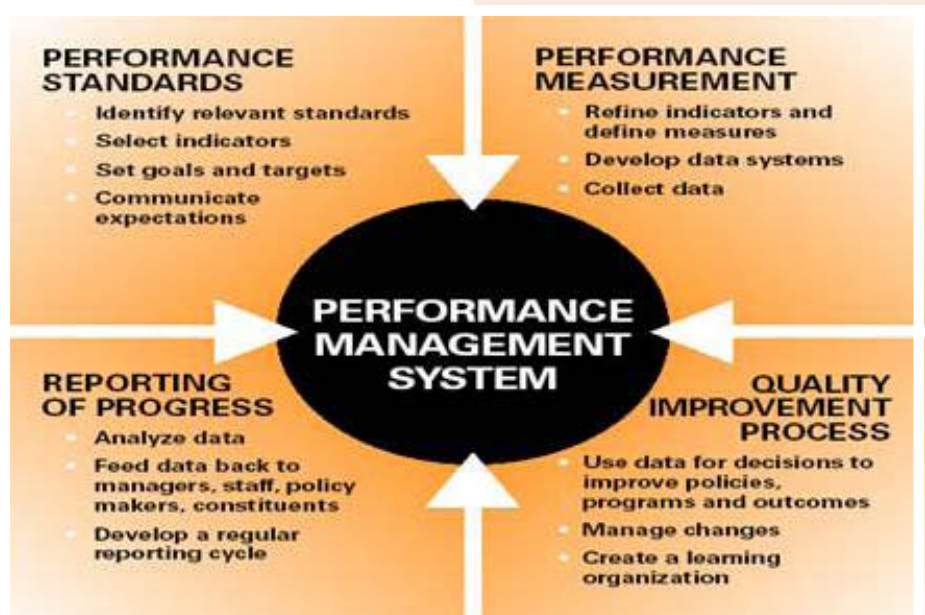 PERFORMANCE
STANDARDS
Identify relevant standards
Select indicators
Set goals and targets
Communicate
expectations
PERFORMANCE
MEASUREMENT
Refine indicators and
define measures
Develop data systems
Collect data
PERFORMANCE
MANAGEMENT
SYSTEM
REPORTING
OF PROGRESS
Analyze data
Feed data back to
managers, staff, policy
makers, constituents
Develop a regular
reporting cycle
QUALITY
IMPROVEMENT
PROCESS
Use data for decisions to
improve policies,
programs and outcomes
Manage changes
Create a learning
organization